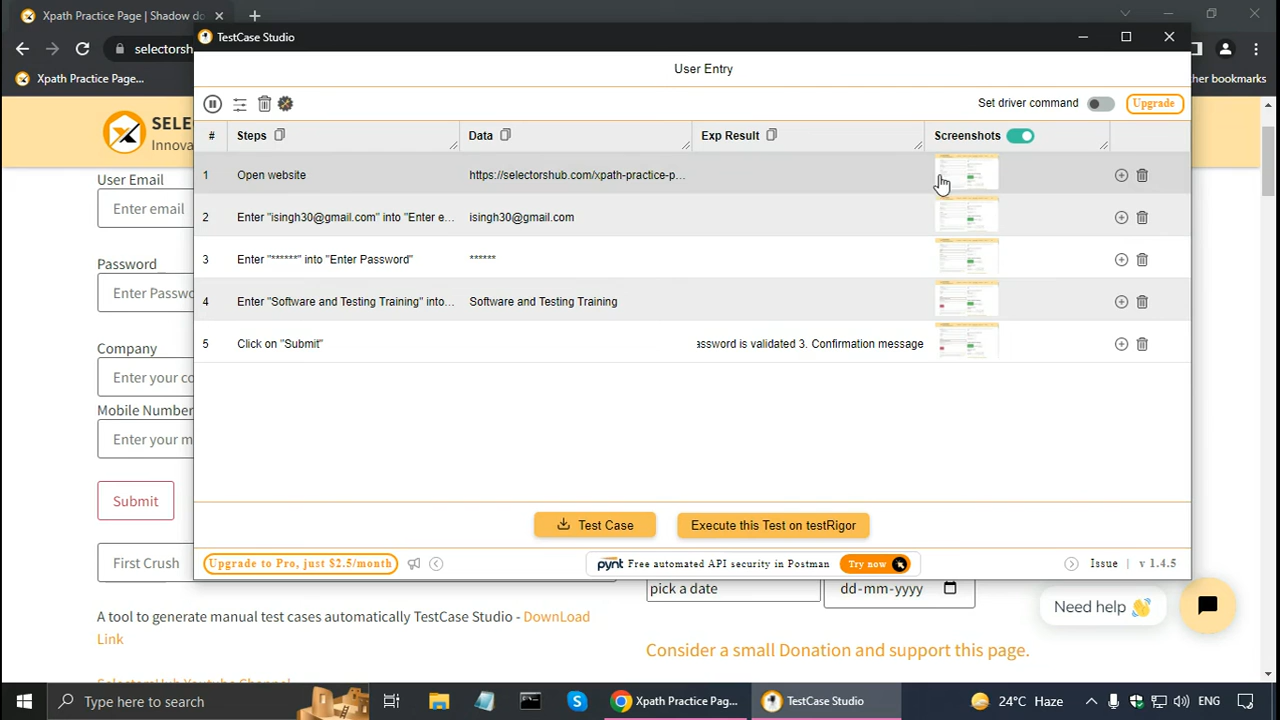 Xpath Practice Page | Shadow do
selectorsh
Xpath Practice Page...
her bookmarks
TestCase Studio
User Entry
Set driver command
Upgrade
# Steps Data Exp Result Screenshots
1 Open website https://selectorshub.com/xpath-practice-p...
2 Enter "isingh30@gmail.com" into "Enter e... isingh30@gmail.com
3 Enter "******" into "Enter Password" ******
4 Enter "Software and Testing Training" into... Software and Testing Training
5 Click on "Submit" assword is validated 3. Confirmation message
Test Case
Execute this Test on testRigor
Upgrade to Pro, just $2.5/month
pynt Free automated API security in Postman
Try now
Issue | v 1.4.5
SELE
Innova
User Email
Enter email
Password
Enter Passwo
Company
Enter your co
Mobile Number
Enter your m
Submit
First Crush
A tool to generate manual test cases automatically TestCase Studio - DownLoad
Link
SelectorsHub Youtube Channel
pick a date
dd-mm-yyyy
Consider a small Donation and support this page.
Need help 👋
Type here to search
Xpath Practice Pag...
TestCase Studio
24°C Haze
ENG